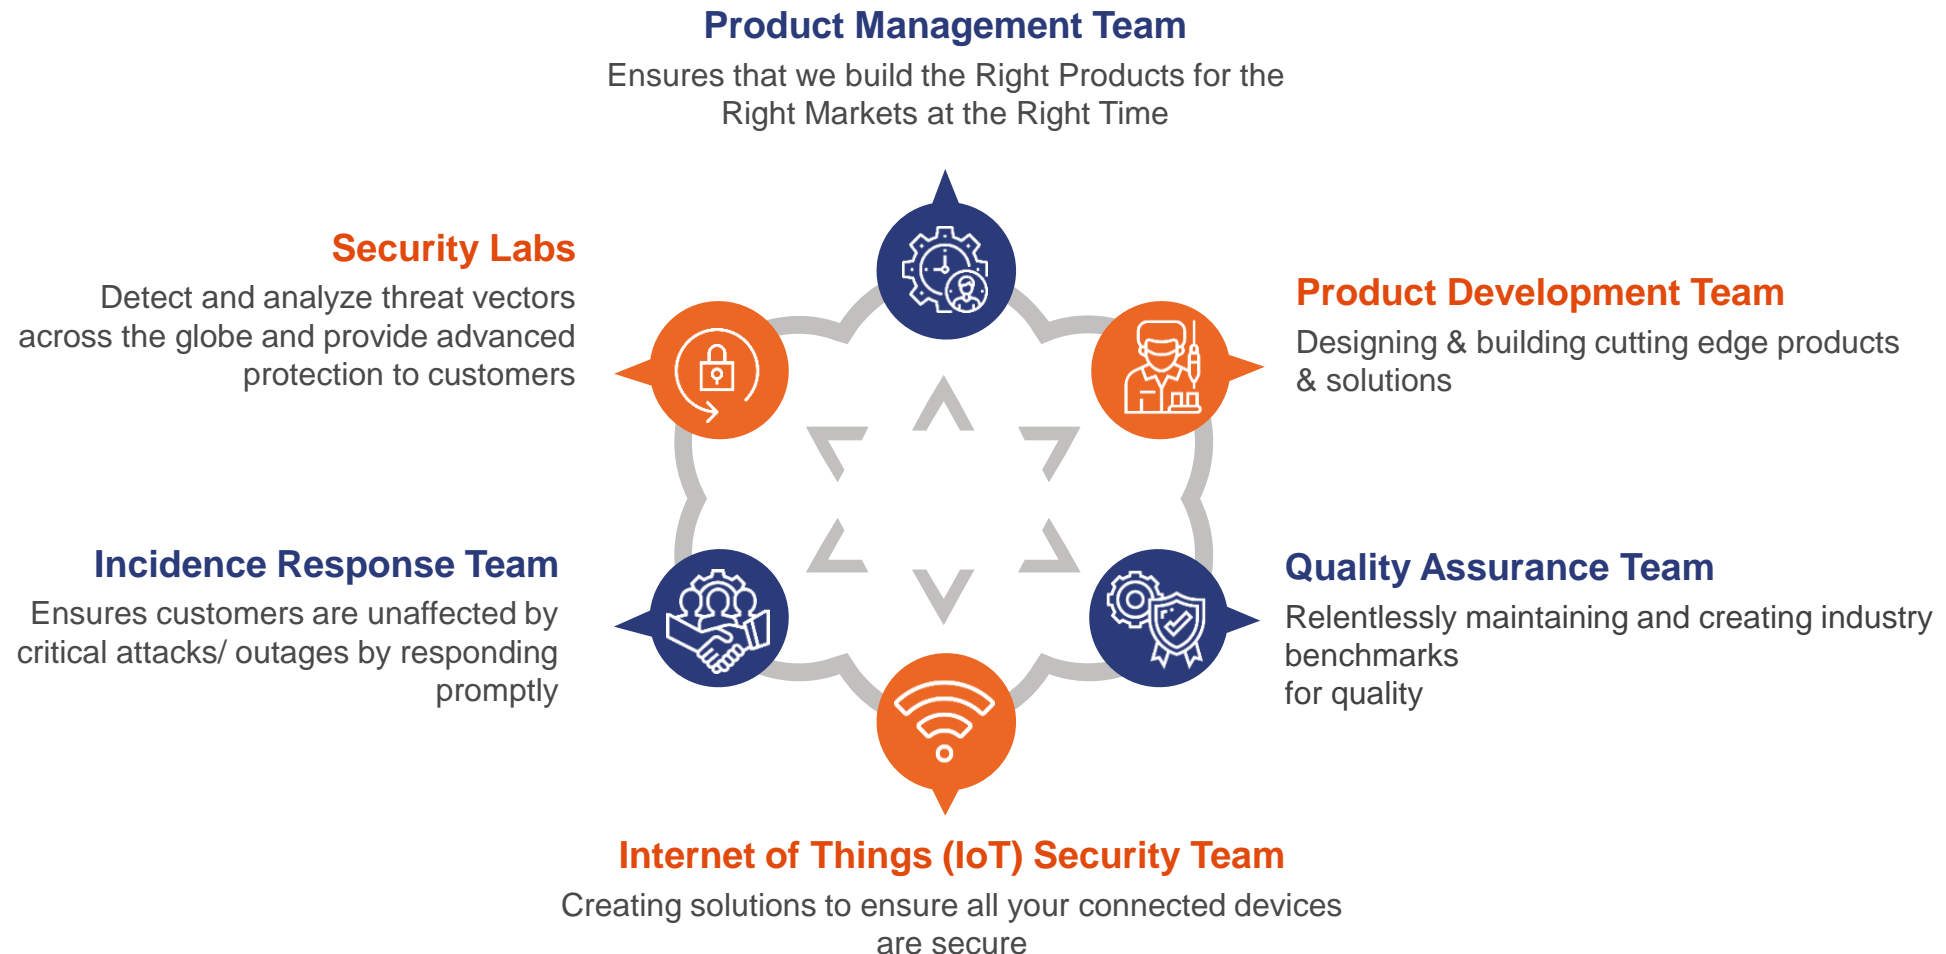 Product Management Team
Ensures that we build the Right Products for the
Right Markets at the Right Time
Security Labs
Detect and analyze threat vectors
across the globe and provide advanced
protection to customers
Product Development Team
Designing & building cutting edge products
& solutions
Incidence Response Team
Ensures customers are unaffected by
critical attacks/ outages by responding
promptly
Quality Assurance Team
Relentlessly maintaining and creating industry
benchmarks
for quality
Internet of Things (IoT) Security Team
Creating solutions to ensure all your connected devices
are secure